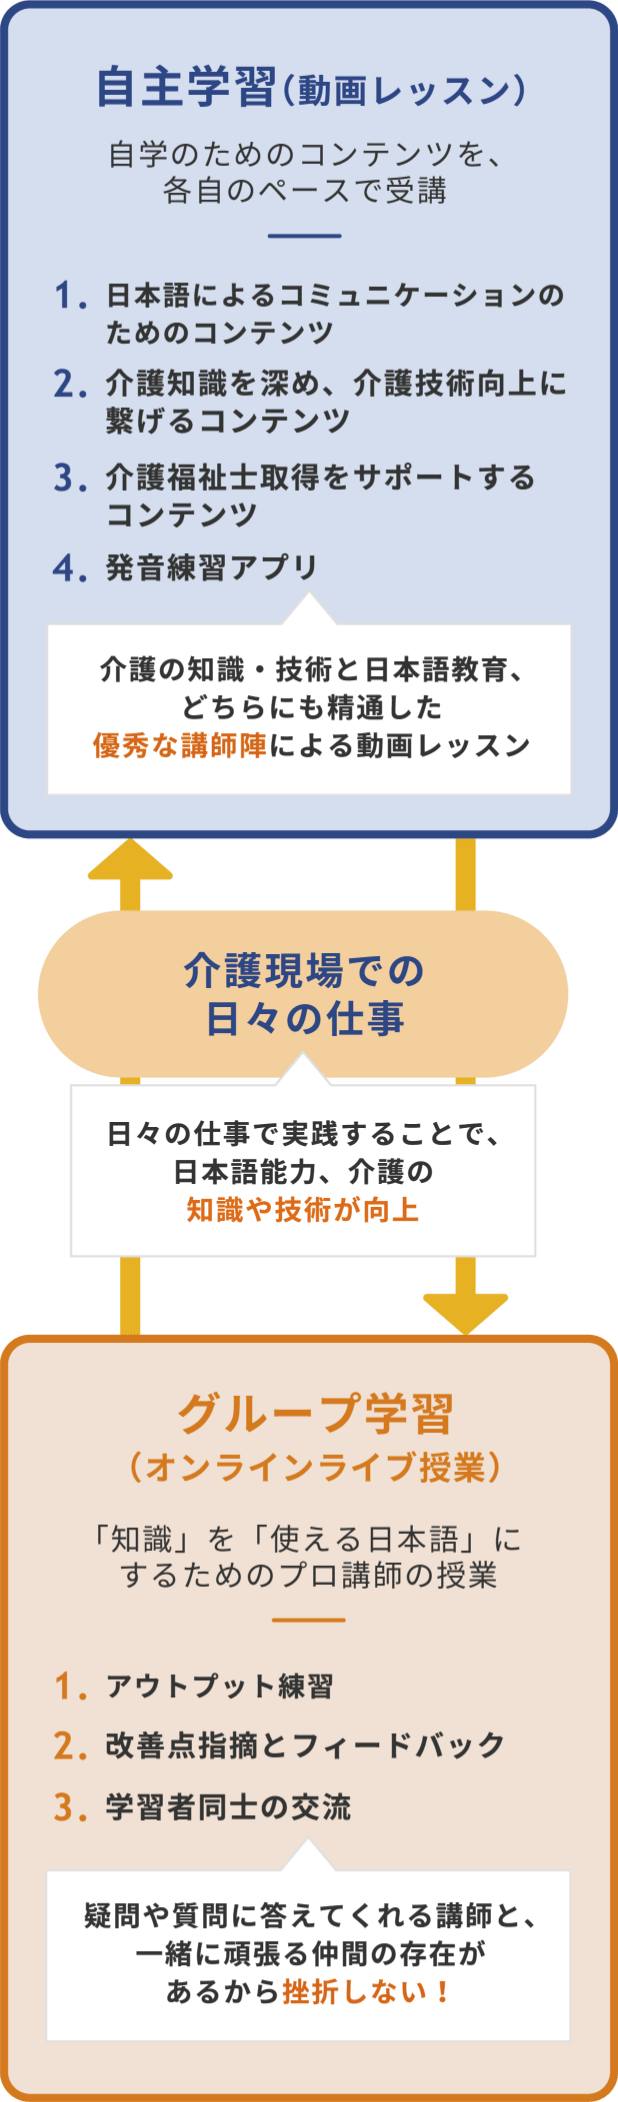 自主学習(動画レッスン)
自学のためのコンテンツを、
各自のペースで受講
1. 日本語によるコミュニケーションの
ためのコンテンツ
2. 介護知識を深め、介護技術向上に
繋げるコンテンツ
3. 介護福祉士取得をサポートする
コンテンツ
4. 発音練習アプリ
介護の知識・技術と日本語教育、
どちらにも精通した
優秀な講師陣による動画レッスン
介護現場での
日々の仕事
日々の仕事で実践することで、
日本語能力、介護の
知識や技術が向上
グループ学習
(オンラインライブ授業)
「知識」を「使える日本語」に
するためのプロ講師の授業
1. アウトプット練習
2. 改善点指摘とフィードバック
3. 学習者同士の交流
疑問や質問に答えてくれる講師と、
一緒に頑張る仲間の存在が
あるから挫折しない！